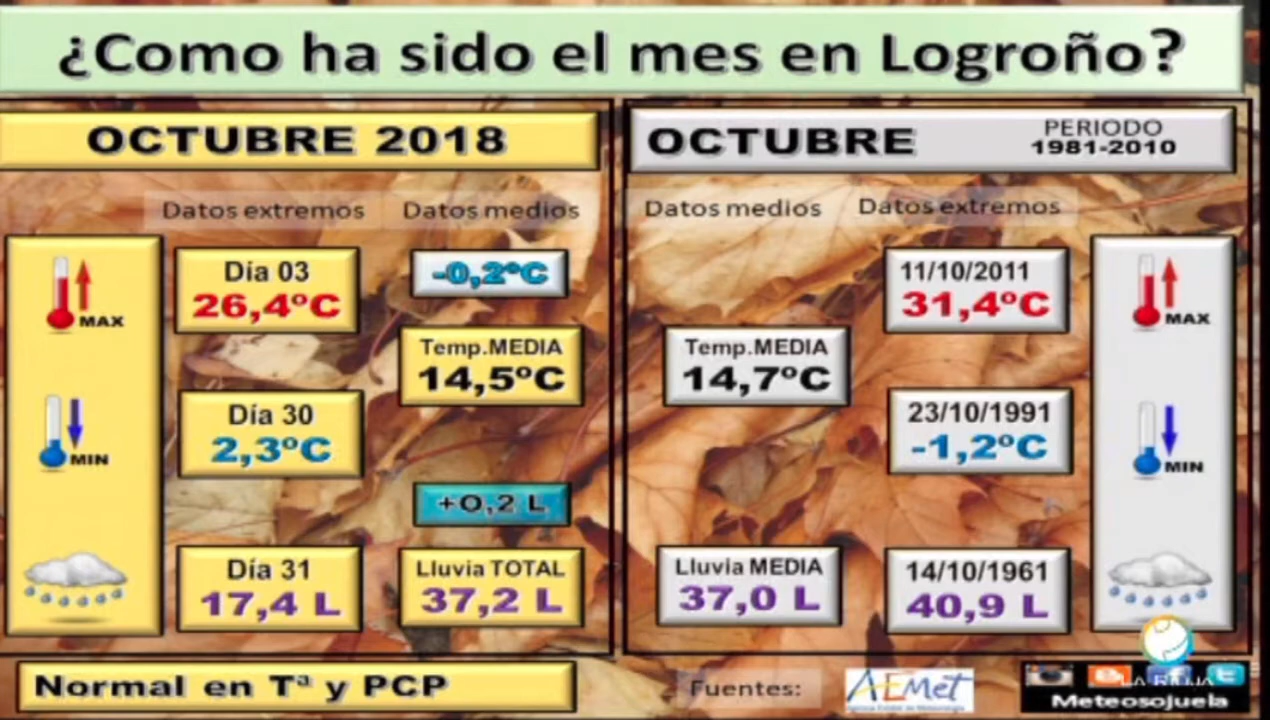 ¿Como ha sido el mes en Logroño?
OCTUBRE 2018
Datos extremos
Datos medios
MAX
Día 03
26,4ºC
-0,2ºC
Temp.MEDIA
14,5ºC
MIN
Día 30
2,3ºC
+0,2 L
Día 31
17,4 L
Lluvia TOTAL
37,2 L
Normal en Tª y PCP
OCTUBRE
PERIODO
1981-2010
Datos medios
Datos extremos
11/10/2011
31,4ºC
MAX
Temp.MEDIA
14,7ºC
23/10/1991
-1,2ºC
MIN
Lluvia MEDIA
37,0 L
14/10/1961
40,9 L
Fuentes:
AEMet
Meteosojuela